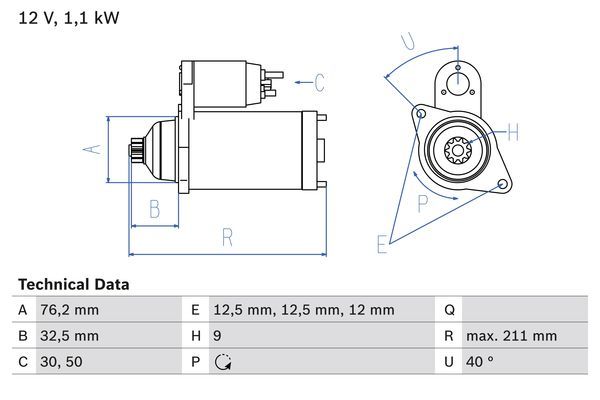 12 V, 1,1 kW
U
C
A
H
B
P
R
E
Technical Data
A 76,2 mm E 12,5 mm, 12,5 mm, 12 mm Q
B 32,5 mm H 9 R max. 211 mm
C 30, 50 P U 40 °